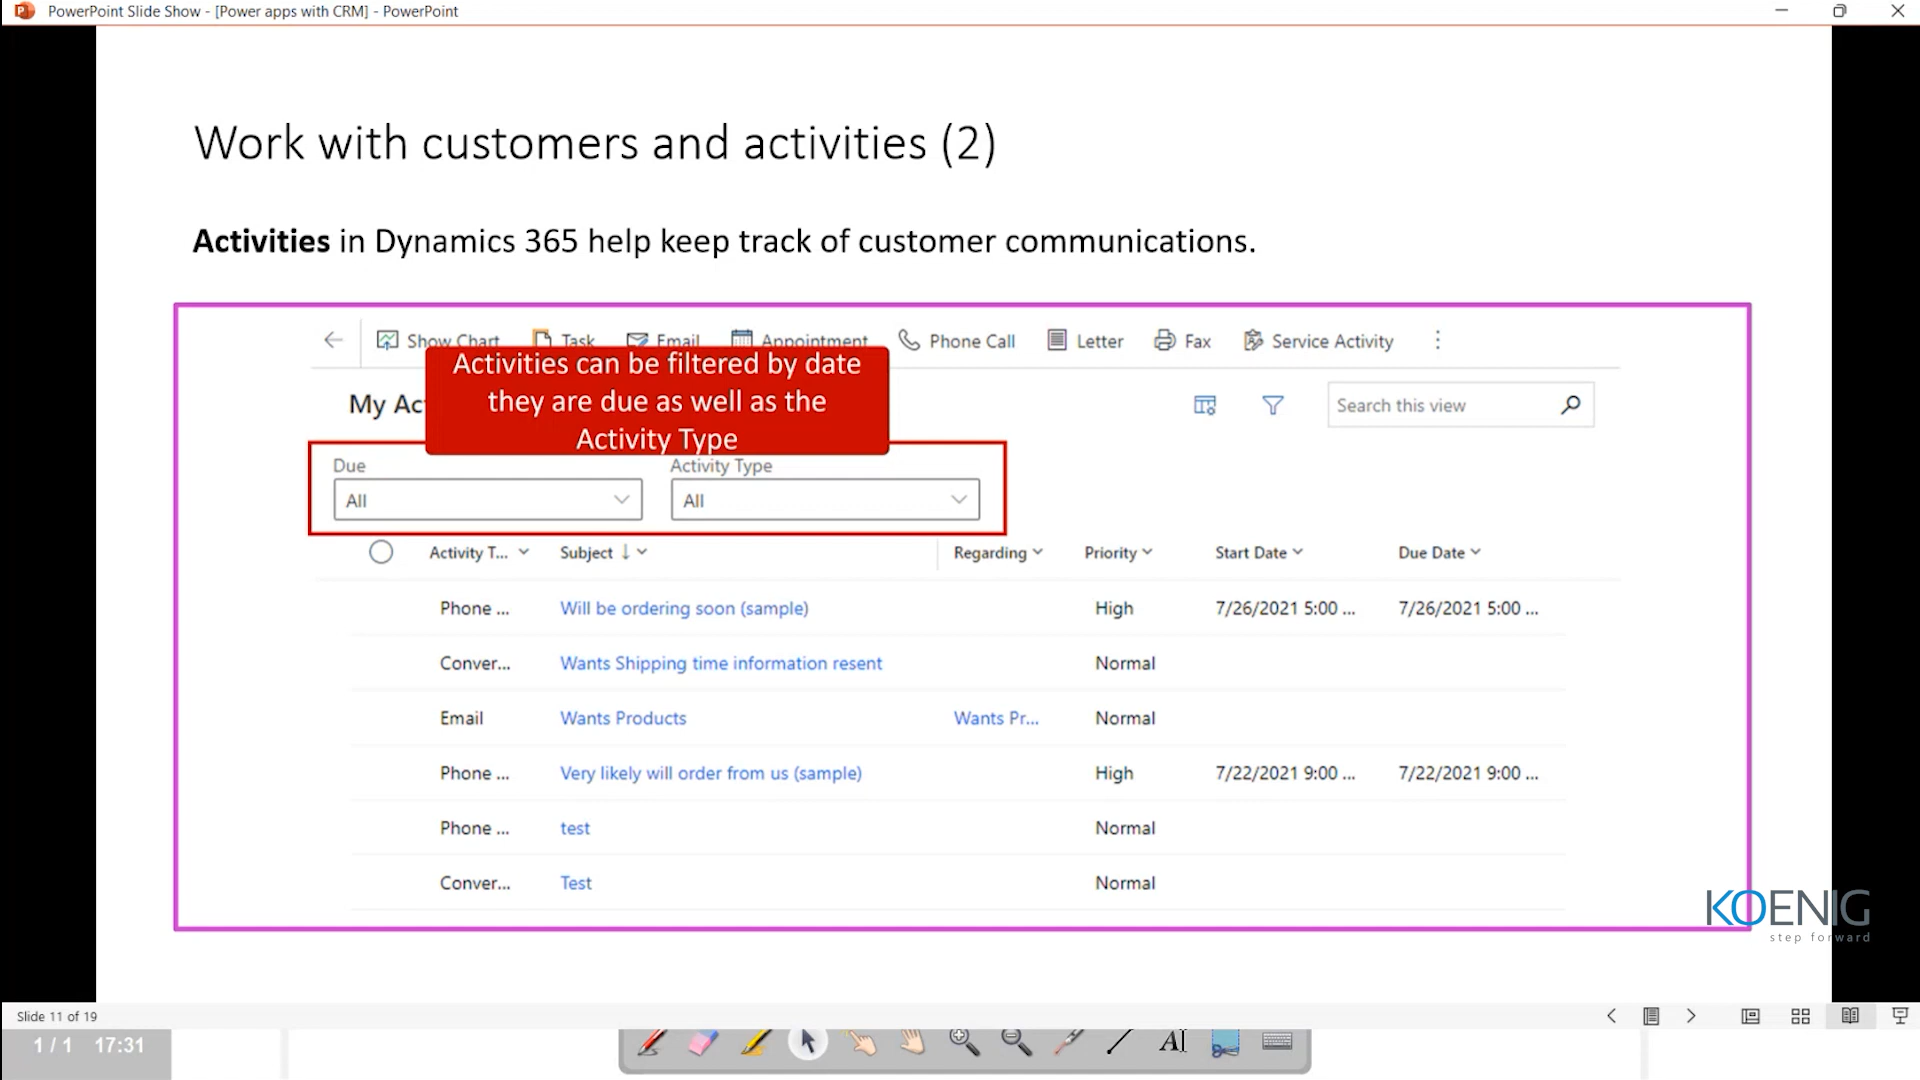 PowerPoint Slide Show - [Power apps with CRM] - PowerPoint
Work with customers and activities (2)
Activities in Dynamics 365 help keep track of customer communications.
Show Chart Task Email Appointment Phone Call Letter Fax Service Activity
Activities can be filtered by date
they are due as well as the
Activity Type
My Ac
Search this view
Due Activity Type
All All
Activity T... Subject Regarding Priority Start Date Due Date
Phone ... Will be ordering soon (sample) High 7/26/2021 5:00 ... 7/26/2021 5:00 ...
Conver... Wants Shipping time information resent Normal
Email Wants Products Wants Pr... Normal
Phone ... Very likely will order from us (sample) High 7/22/2021 9:00 ... 7/22/2021 9:00 ...
Phone ... test Normal
Conver... Test Normal
KOENIG
step forward
Slide 11 of 19
1 / 1 17:31